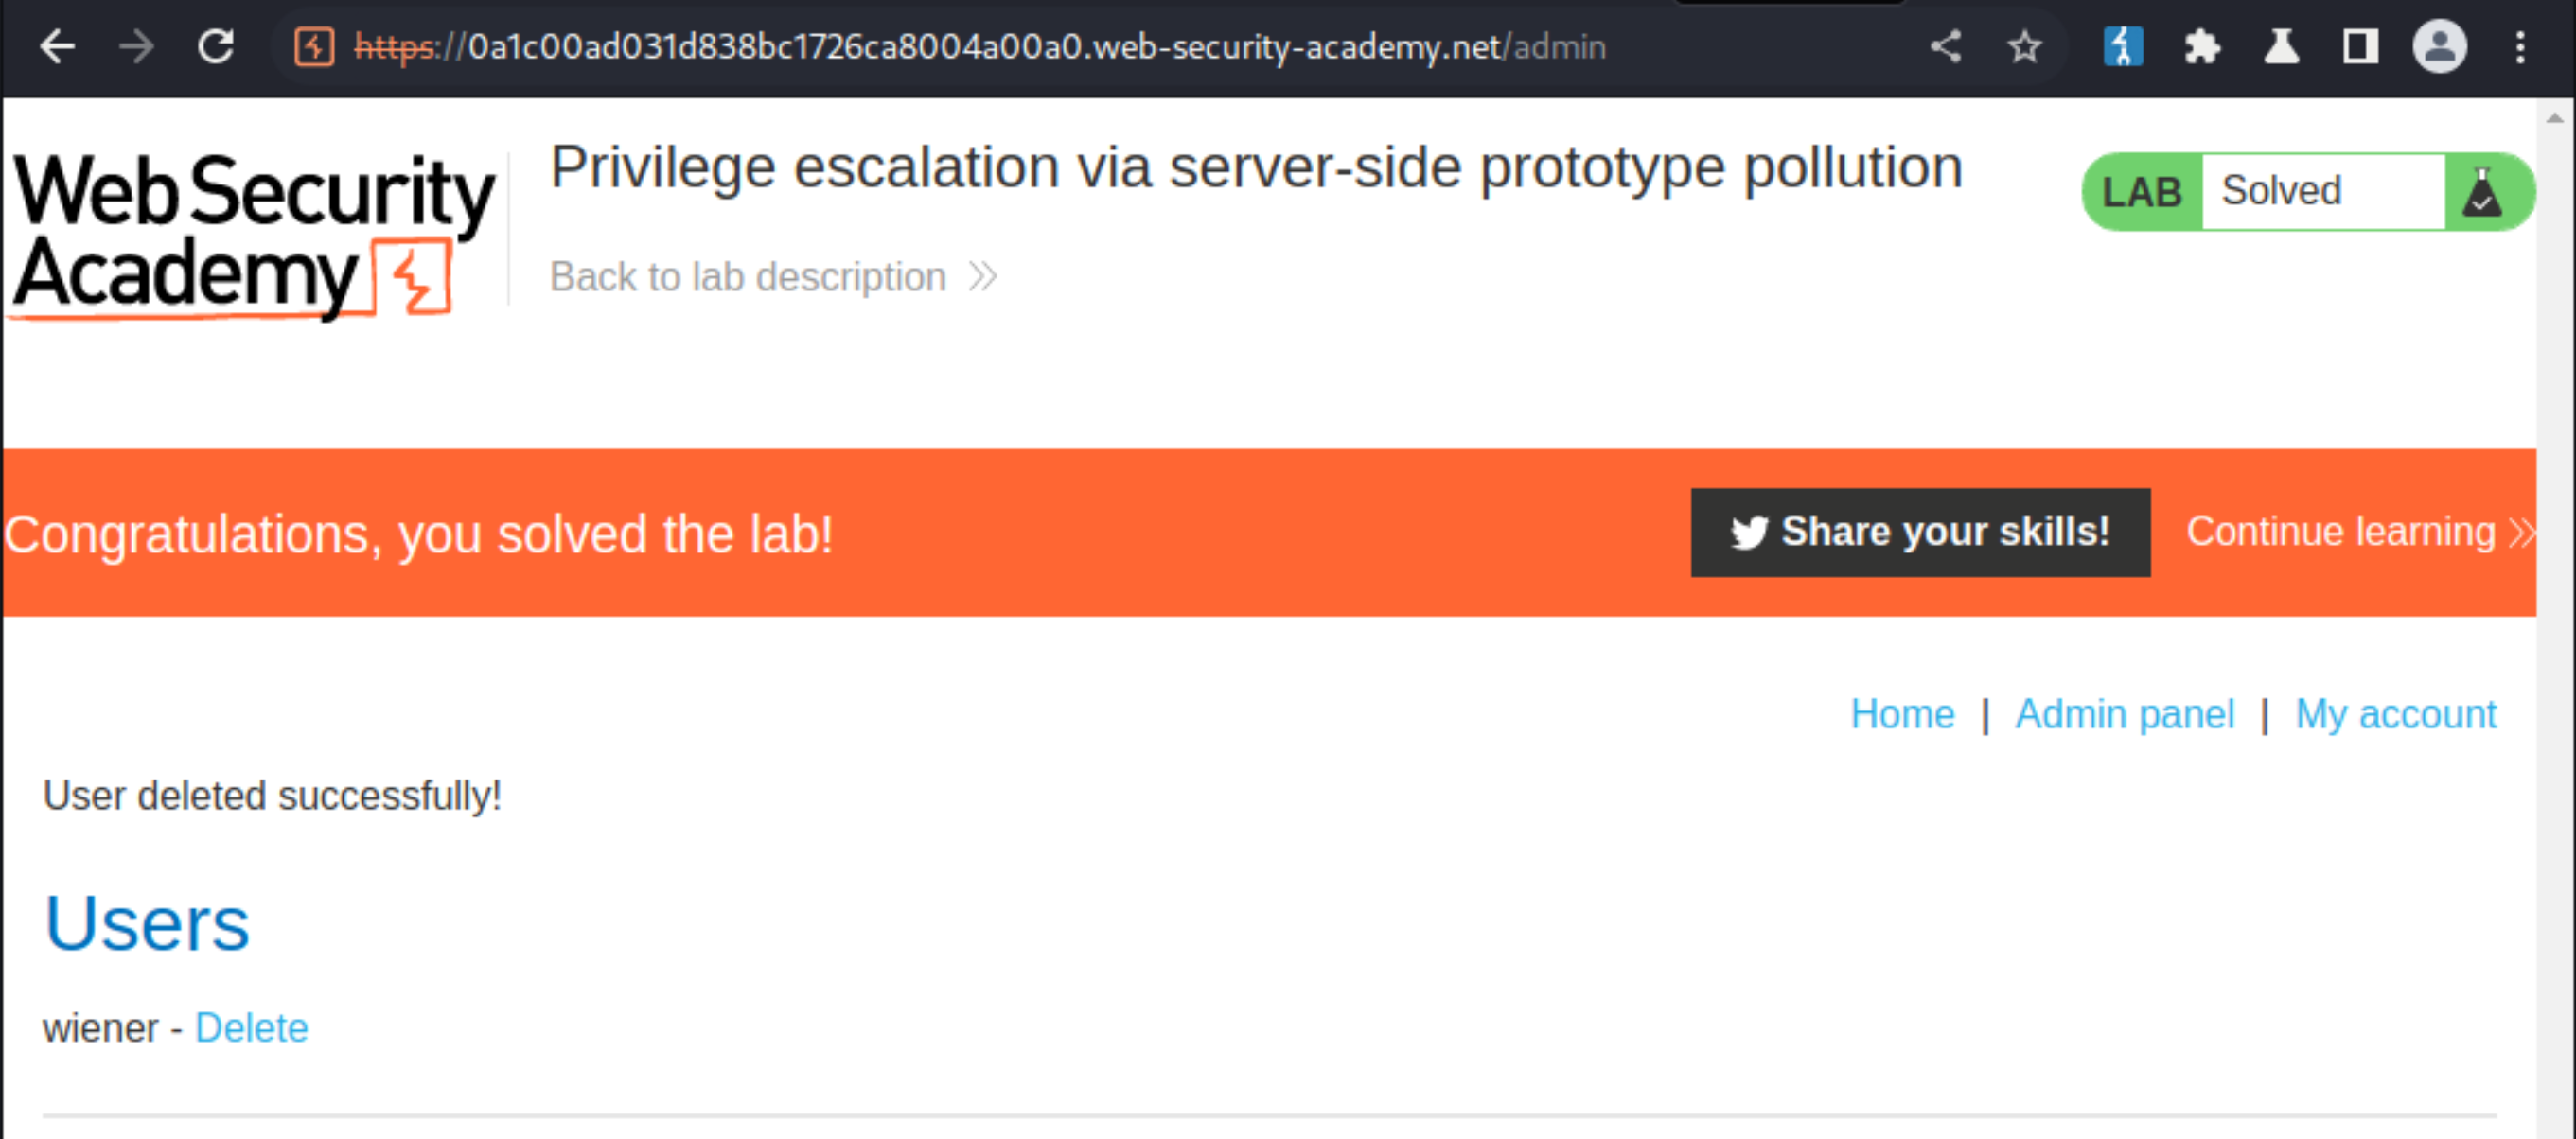 https://0a1c00ad031d838bc1726ca8004a00a0.web-security-academy.net/admin
Web Security
Academy
Privilege escalation via server-side prototype pollution
LAB Solved
Back to lab description
Congratulations, you solved the lab!
Share your skills!
Continue learning
Home | Admin panel | My account
User deleted successfully!
Users
wiener - Delete